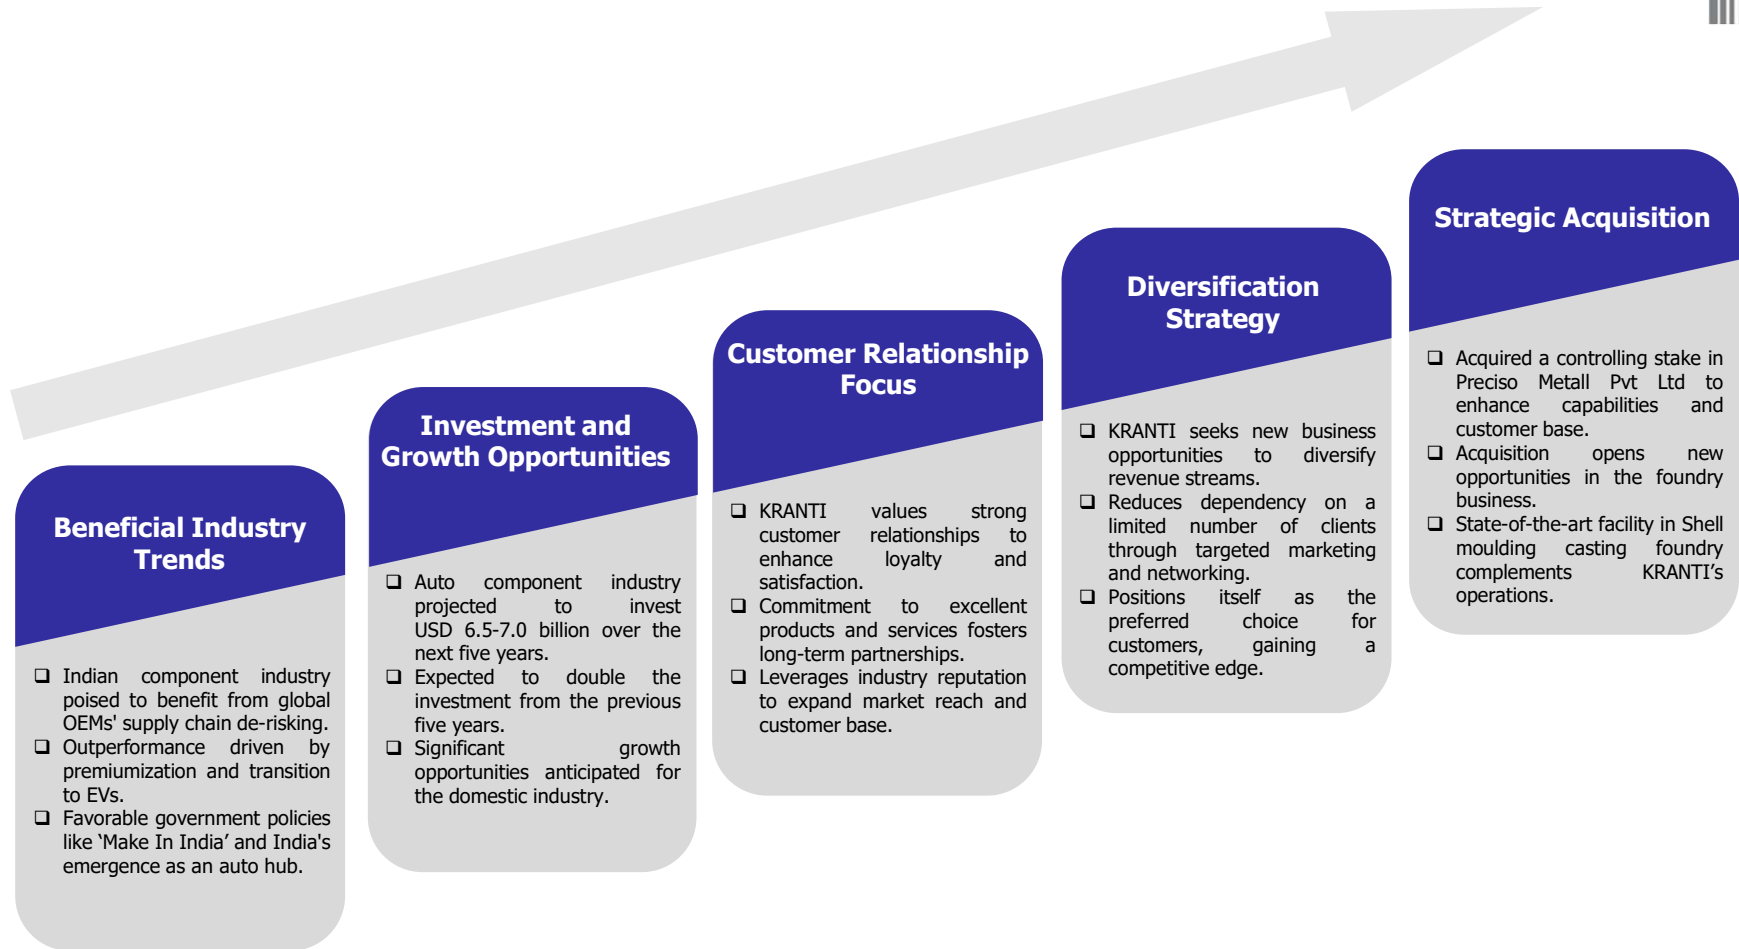 Beneficial Industry
Trends
❑ Indian component industry
poised to benefit from global
OEMs' supply chain de-risking.
❑ Outperformance driven by
premiumization and transition
to EVs.
❑ Favorable government policies
like ‘Make In India’ and India's
emergence as an auto hub.
Investment and
Growth Opportunities
❑ Auto component industry
projected to invest
USD 6.5-7.0 billion over the
next five years.
❑ Expected to double the
investment from the previous
five years.
❑ Significant growth
opportunities anticipated for
the domestic industry.
Customer Relationship
Focus
❑ KRANTI values strong
customer relationships to
enhance loyalty and
satisfaction.
❑ Commitment to excellent
products and services fosters
long-term partnerships.
❑ Leverages industry reputation
to expand market reach and
customer base.
Diversification
Strategy
❑ KRANTI seeks new business
opportunities to diversify
revenue streams.
❑ Reduces dependency on a
limited number of clients
through targeted marketing
and networking.
❑ Positions itself as the
preferred choice for
customers, gaining a
competitive edge.
Strategic Acquisition
❑ Acquired a controlling stake in
Preciso Metall Pvt Ltd to
enhance capabilities and
customer base.
❑ Acquisition opens new
opportunities in the foundry
business.
❑ State-of-the-art facility in Shell
moulding casting foundry
complements KRANTI’s
operations.